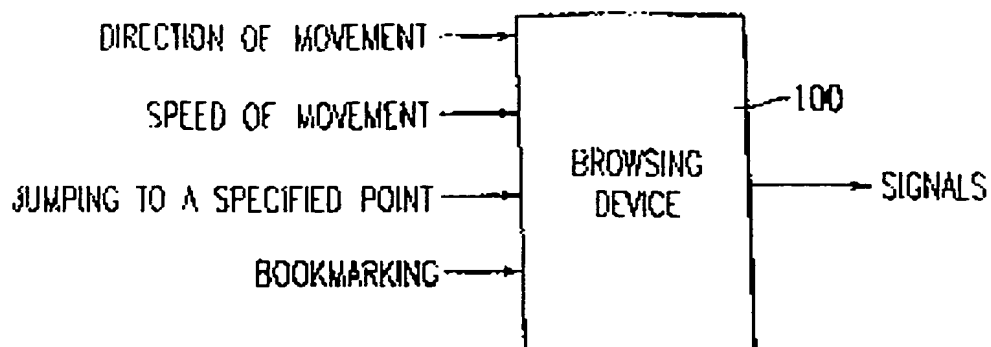 DIRECTION OF MOVEMENT
SPEED OF MOVEMENT
100
BROWSING
DEVICE
SIGNALS
JUMPING TO A SPECIFIED POINT
BOOKMARKING